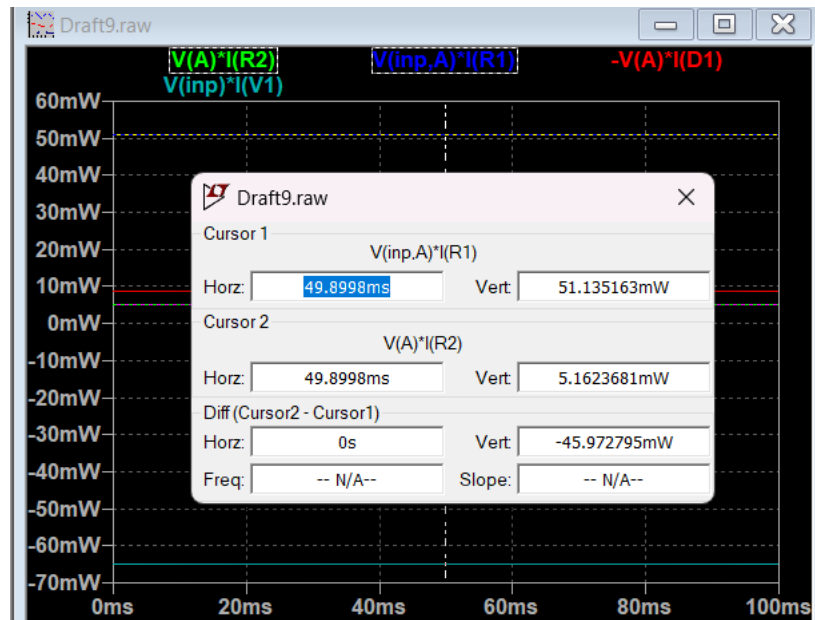 Draft9.raw
V(A)*I(R2) V(inp,A)*I(R1) -V(A)*I(D1)
V(inp)*I(V1)
60mW
50mW
40mW
30mW
20mW
10mW
0mW
-10mW
-20mW
-30mW
-40mW
-50mW
-60mW
-70mW
0ms 20ms 40ms 60ms 80ms 100ms
Draft9.raw
Cursor 1
V(inp,A)*I(R1)
Horz: 49.8998ms Vert: 51.135163mW
Cursor 2
V(A)*I(R2)
Horz: 49.8998ms Vert: 5.1623681mW
Diff (Cursor2 - Cursor1)
Horz: 0s Vert: -45.972795mW
Freq: -- N/A-- Slope: -- N/A--